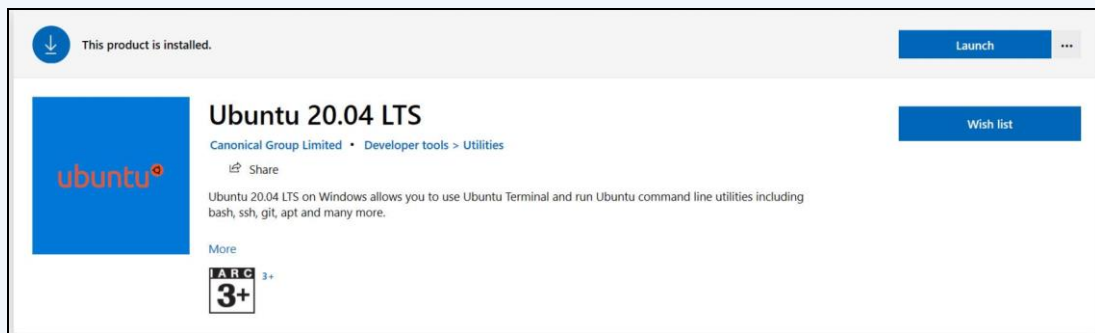 This product is installed.
Launch
...
Ubuntu 20.04 LTS
Wish list
Canonical Group Limited • Developer tools > Utilities
ubuntu
Share
Ubuntu 20.04 LTS on Windows allows you to use Ubuntu Terminal and run Ubuntu command line utilities including
bash, ssh, git, apt and many more.
More
IARC
3+
3+